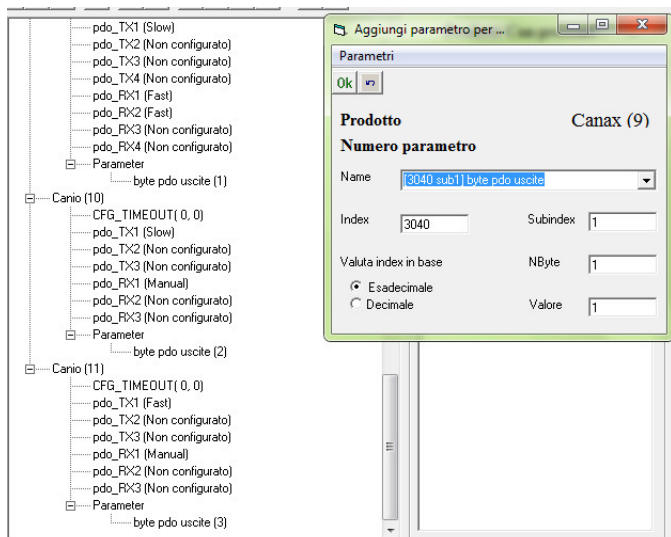 pdo_TX1 (Slow)
pdo_TX2 (Non configurato)
pdo_TX3 (Non configurato)
pdo_TX4 (Non configurato)
pdo_RX1 (Fast)
pdo_RX2 (Fast)
pdo_RX3 (Non configurato)
pdo_RX4 (Non configurato)
Parameter
byte pdo uscite (1)
Canio (10)
CFG_TIMEOUT( 0, 0)
pdo_TX1 (Slow)
pdo_TX2 (Non configurato)
pdo_TX3 (Non configurato)
pdo_RX1 (Manual)
pdo_RX2 (Non configurato)
pdo_RX3 (Non configurato)
Parameter
byte pdo uscite (2)
Canio (11)
CFG_TIMEOUT( 0, 0)
pdo_TX1 (Fast)
pdo_TX2 (Non configurato)
pdo_TX3 (Non configurato)
pdo_RX1 (Manual)
pdo_RX2 (Non configurato)
pdo_RX3 (Non configurato)
Parameter
byte pdo uscite (3)
Aggiungi parametro per ...
Parametri
Ok
Prodotto Canax (9)
Numero parametro
Name [3040 sub1] byte pdo uscite
Index 3040 Subindex 1
Valuta index in base NByte 1
Esadecimale
Decimale Valore 1